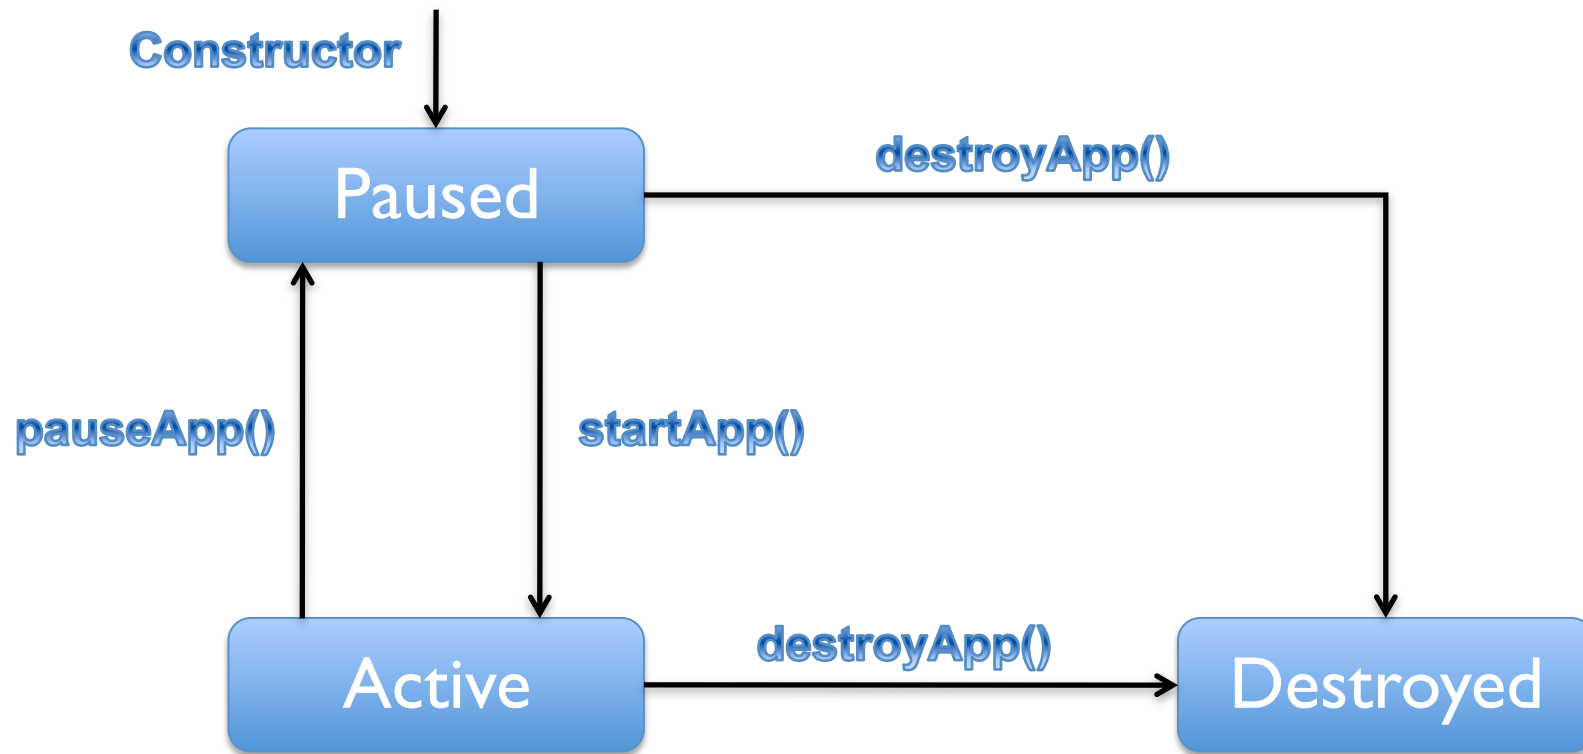 Constructor
Paused
destroyApp()
pauseApp()
startApp()
Active
destroyApp()
Destroyed